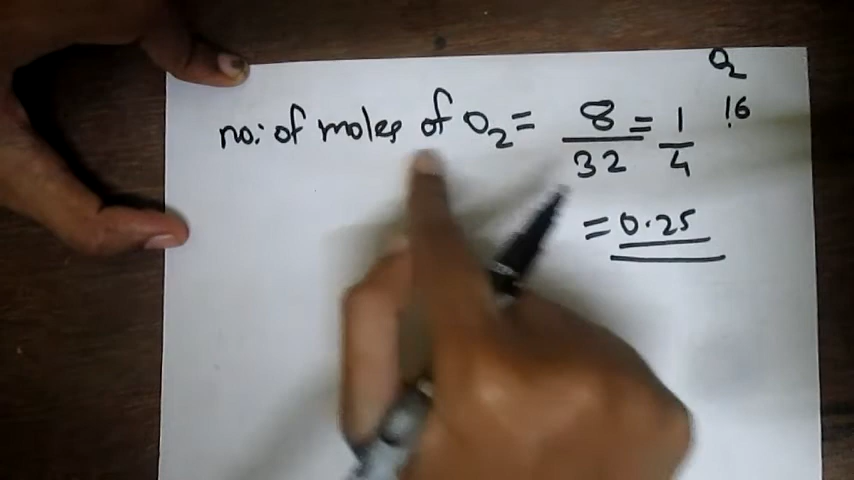 O2
no: of moles of O2 = 8/32 = 1/4
16
= 0.25